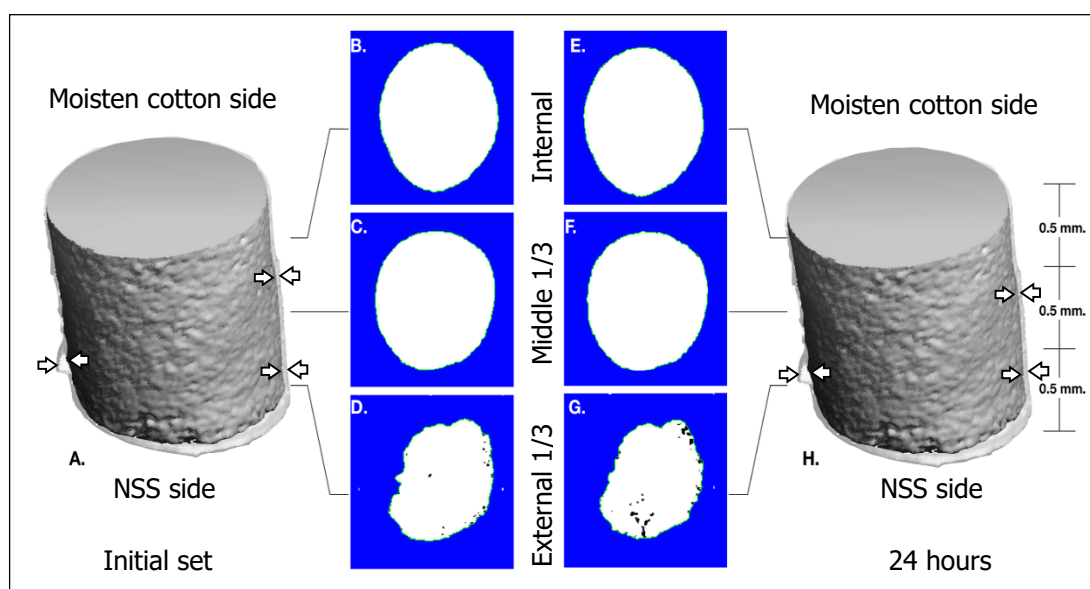 Moisten cotton side
A.
NSS side
Initial set
B.
C.
D.
Internal
Middle 1/3
External 1/3
E.
F.
G.
Moisten cotton side
0.5 mm.
0.5 mm.
0.5 mm.
H.
NSS side
24 hours